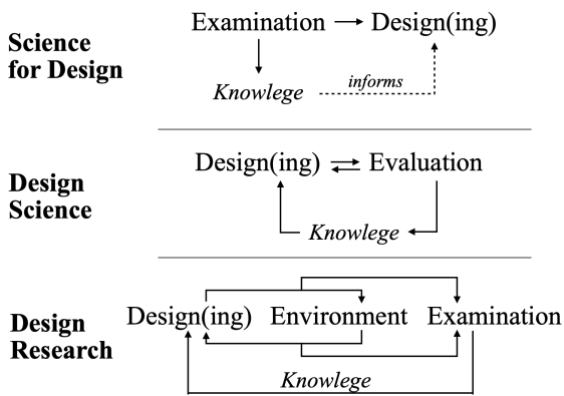 Science
for Design
Examination → Design(ing)
Knowlege
informs
Design
Science
Design(ing) ⇌ Evaluation
Knowlege
Design
Research
Design(ing) Environment Examination
Knowlege